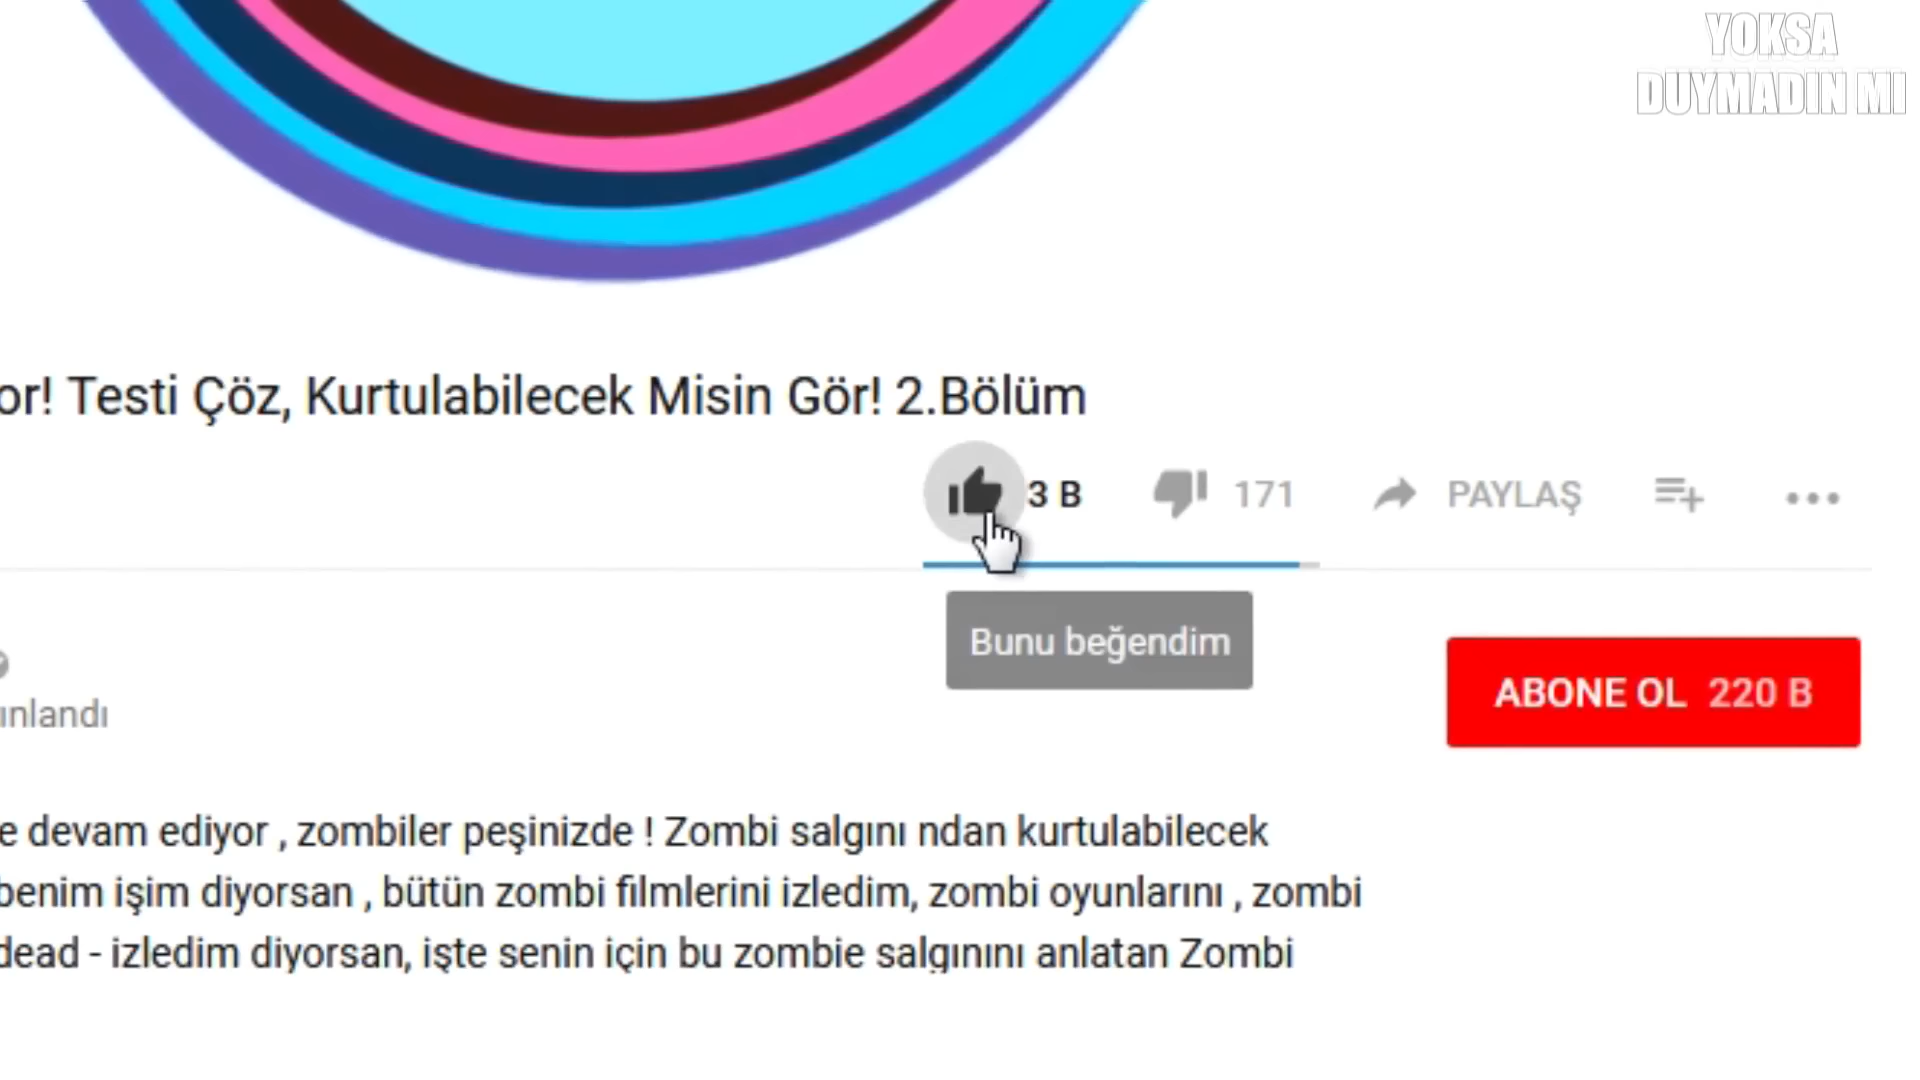 YOKSA
DUYMADIN MI
or! Testi Çöz, Kurtulabilecek Misin Gör! 2.Bölüm
3 B 171 PAYLAŞ
Bunu beğendim
ABONE OL 220 B
ınlandı
e devam ediyor , zombiler peşinizde ! Zombi salgını ndan kurtulabilecek
benim işim diyorsan , bütün zombi filmlerini izledim, zombi oyunlarını , zombi
dead - izledim diyorsan, işte senin için bu zombie salgınını anlatan Zombi